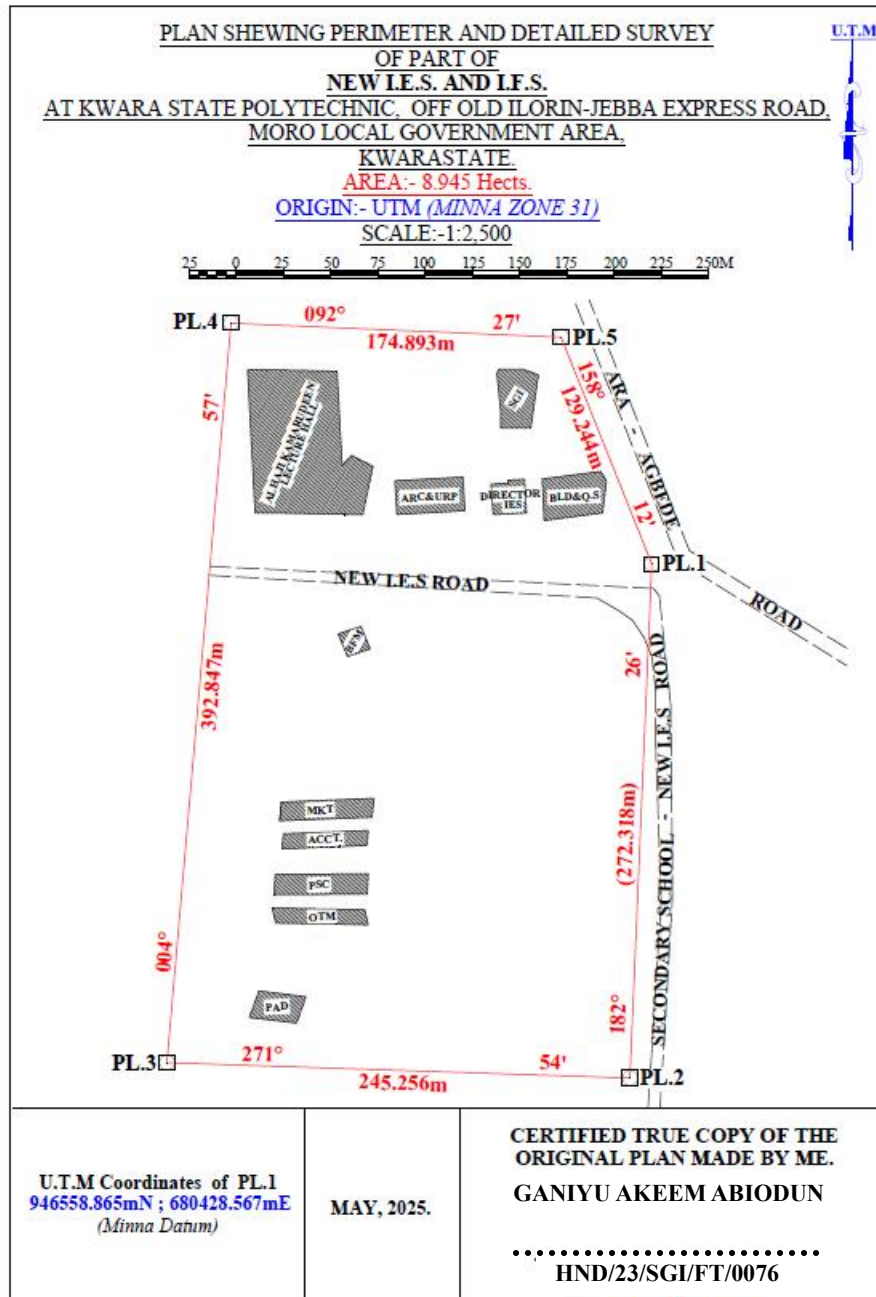 PLAN SHEWING PERIMETER AND DETAILED SURVEY
OF PART OF
NEW I.E.S. AND I.F.S.
AT KWARA STATE POLYTECHNIC, OFF OLD ILORIN-JEBBA EXPRESS ROAD,
MORO LOCAL GOVERNMENT AREA,
KWARASTATE.
AREA:- 8.945 Hects.
ORIGIN:- UTM (MINNA ZONE 31)
SCALE:-1:2,500
U.T.M
25 0 25 50 75 100 125 150 175 200 225 250M
PL.4
092° 27'
174.893m
PL.5
57'
158°
129.244m
12'
ARA - AGBEDE
ROAD
ALHAJI KAMARUDEEN
LECTURE HALL
SGI
ARC&URP
DIRECTOR
IES
BLD&Q.S
PL.1
NEW I.E.S ROAD
BFM
26'
392.847m
(272.318m)
SECONDARY SCHOOL - NEW I.E.S ROAD
MKT
ACCT.
PSC
OTM
004°
182°
PAD
PL.3
271° 54'
245.256m
PL.2
U.T.M Coordinates of PL.1
946558.865mN ; 680428.567mE
(Minna Datum)
MAY, 2025.
CERTIFIED TRUE COPY OF THE
ORIGINAL PLAN MADE BY ME.
GANIYU AKEEM ABIODUN
HND/23/SGI/FT/0076